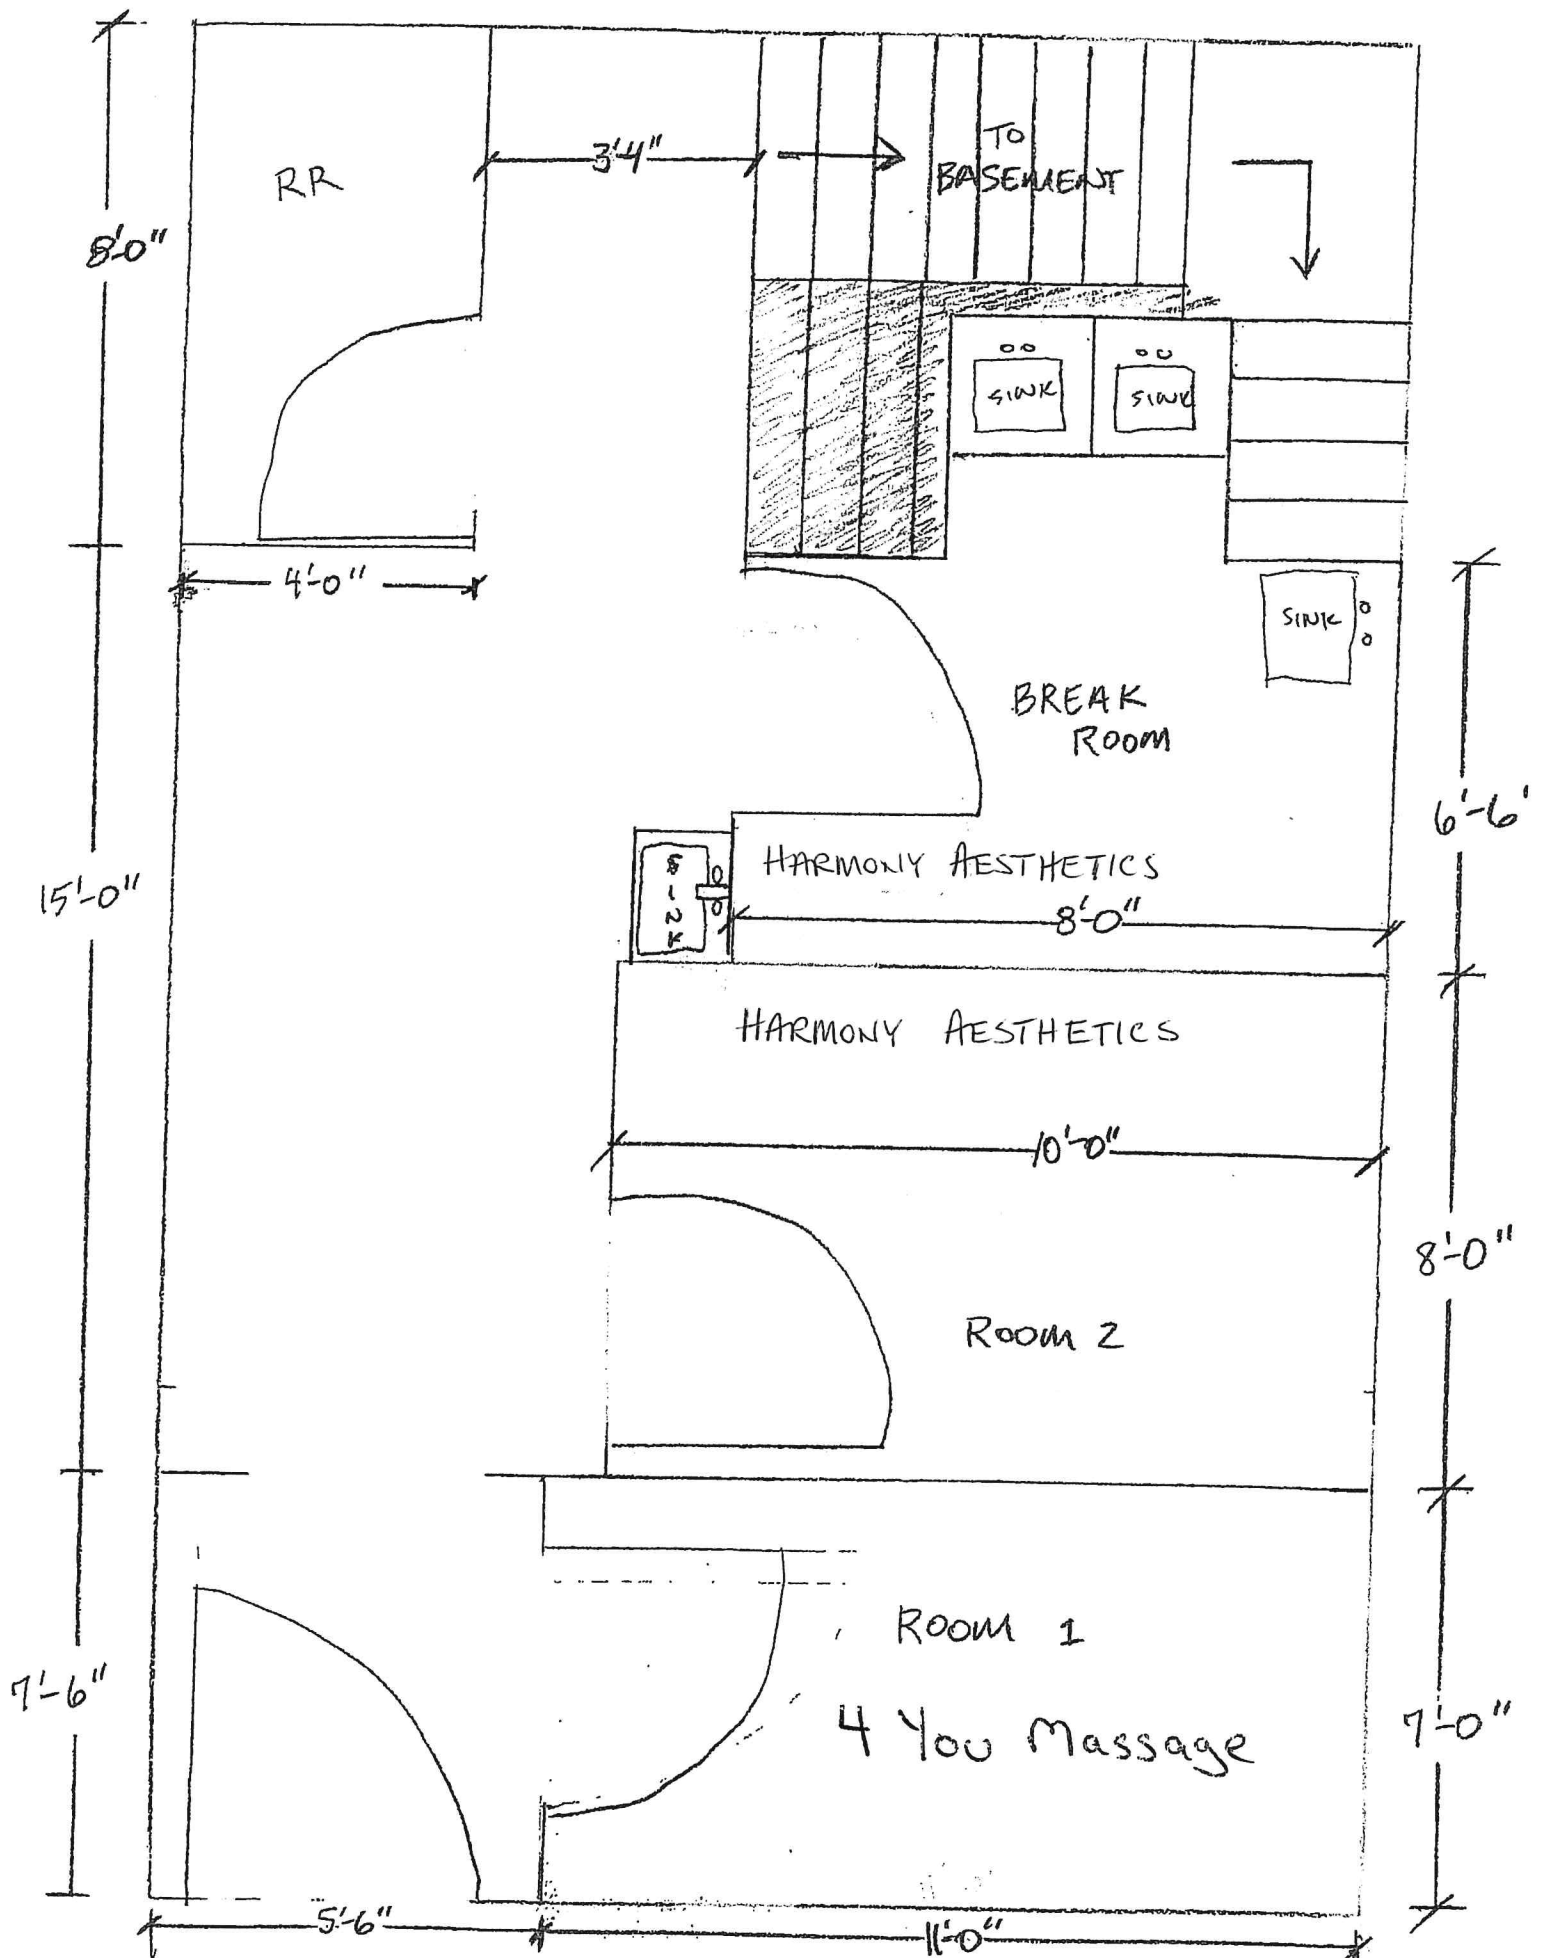 RR
3'4"
TO
BASEMENT
8'-0"
SINK
SINK
4'-0"
SINK
BREAK
ROOM
6'-6'
15'-0"
SINK
HARMONY AESTHETICS
8'-0"
HARMONY AESTHETICS
10'-0"
8'-0"
ROOM 2
ROOM 1
7'-6"
4 You Massage
7'-0"
5'-6"
11'-0"